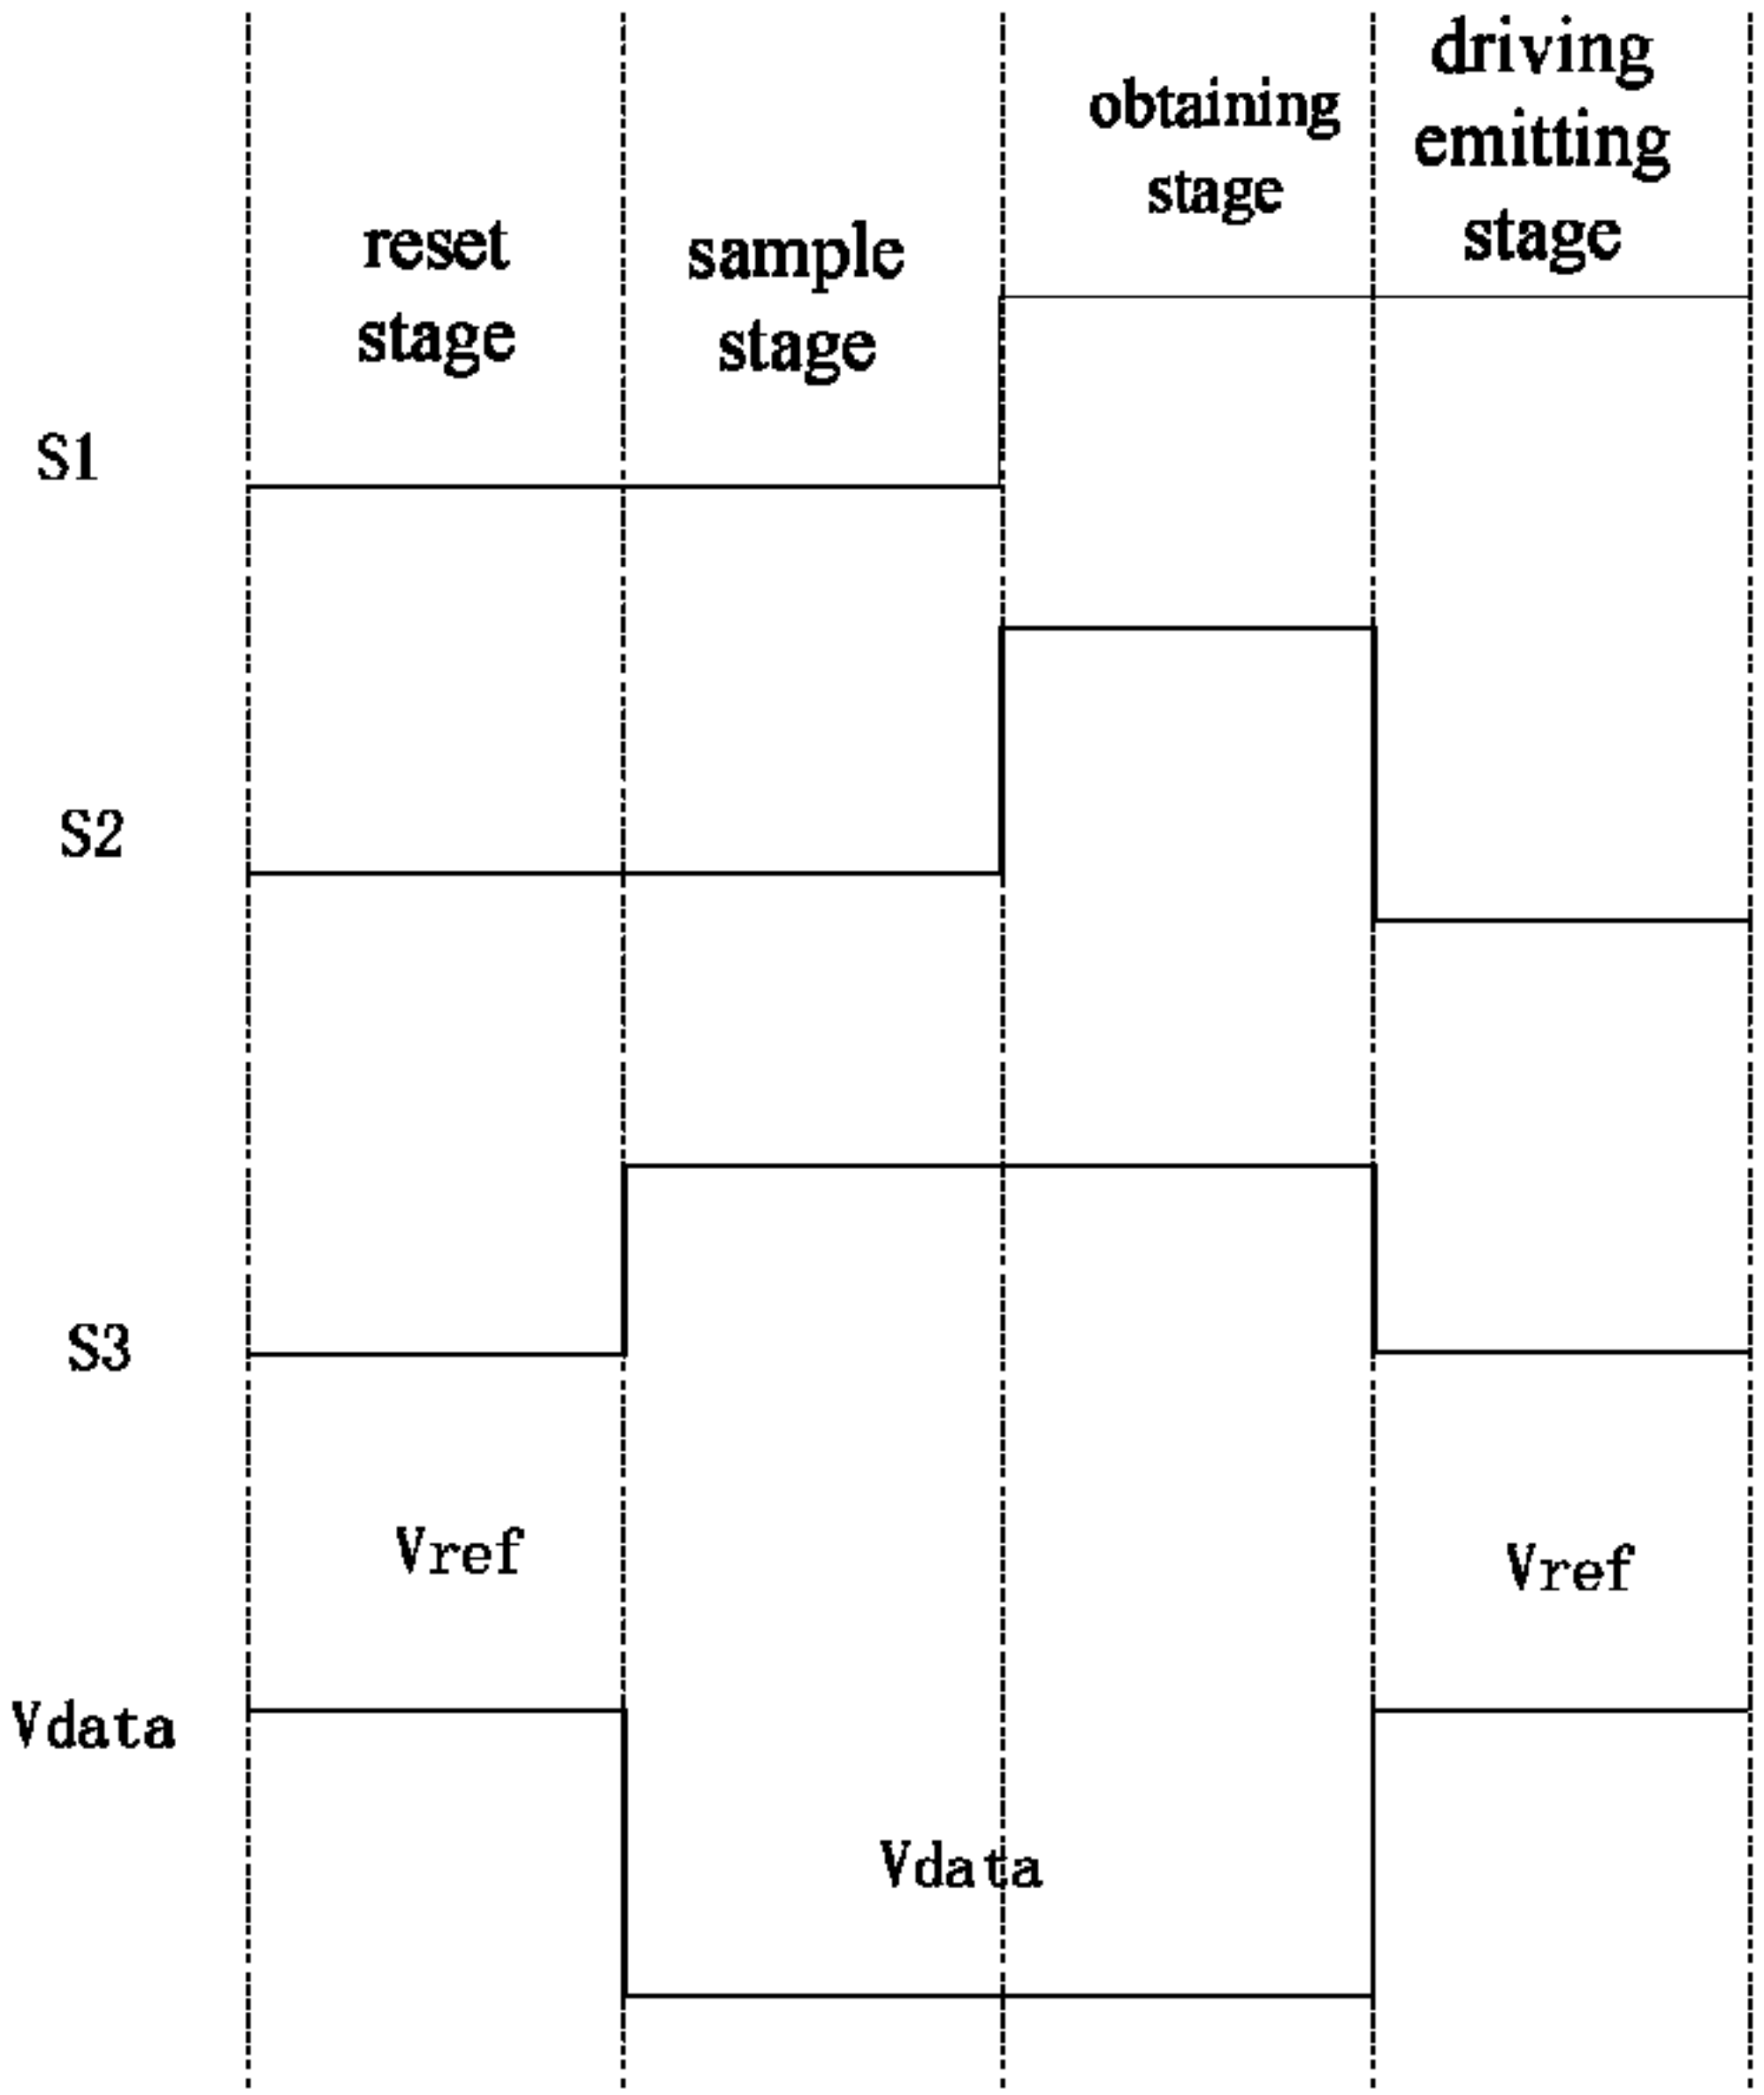 reset
stage
sample
stage
obtaining
stage
driving
emitting
stage
S1
S2
S3
Vref
Vref
Vdata
Vdata